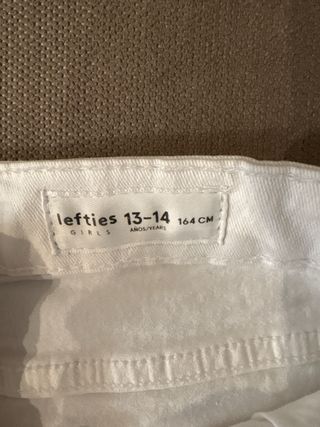 lefties 13-14 164 CM
GIRLS AÑOS/YEARS